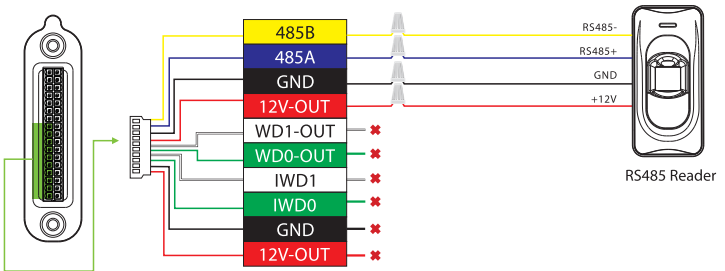 485B
RS485-
485A
RS485+
GND
GND
12V-OUT
+12V
WD1-OUT
WD0-OUT
IWD1
IWD0
GND
12V-OUT
RS485 Reader